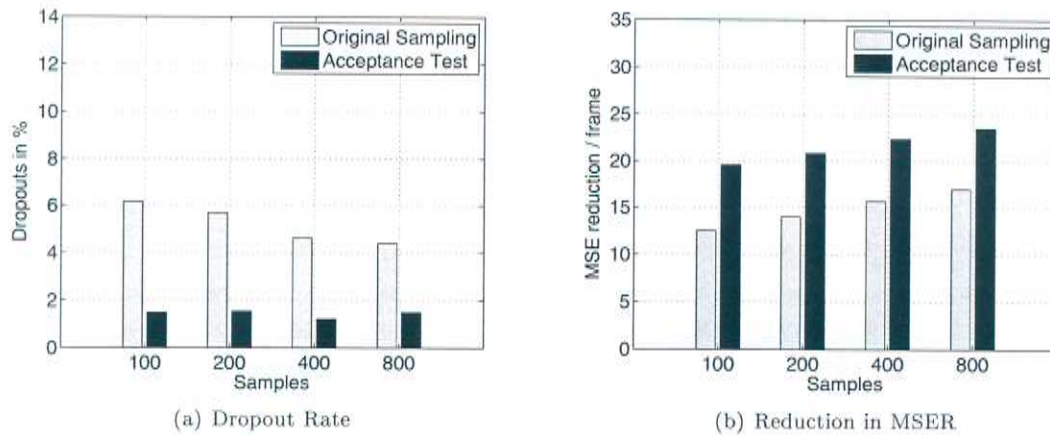 14
12
10
8
6
4
2
0
Dropouts in %
Original Sampling
Acceptance Test
100 200 400 800
Samples
(a) Dropout Rate
35
30
25
20
15
10
5
0
MSE reduction / frame
Original Sampling
Acceptance Test
100 200 400 800
Samples
(b) Reduction in MSER